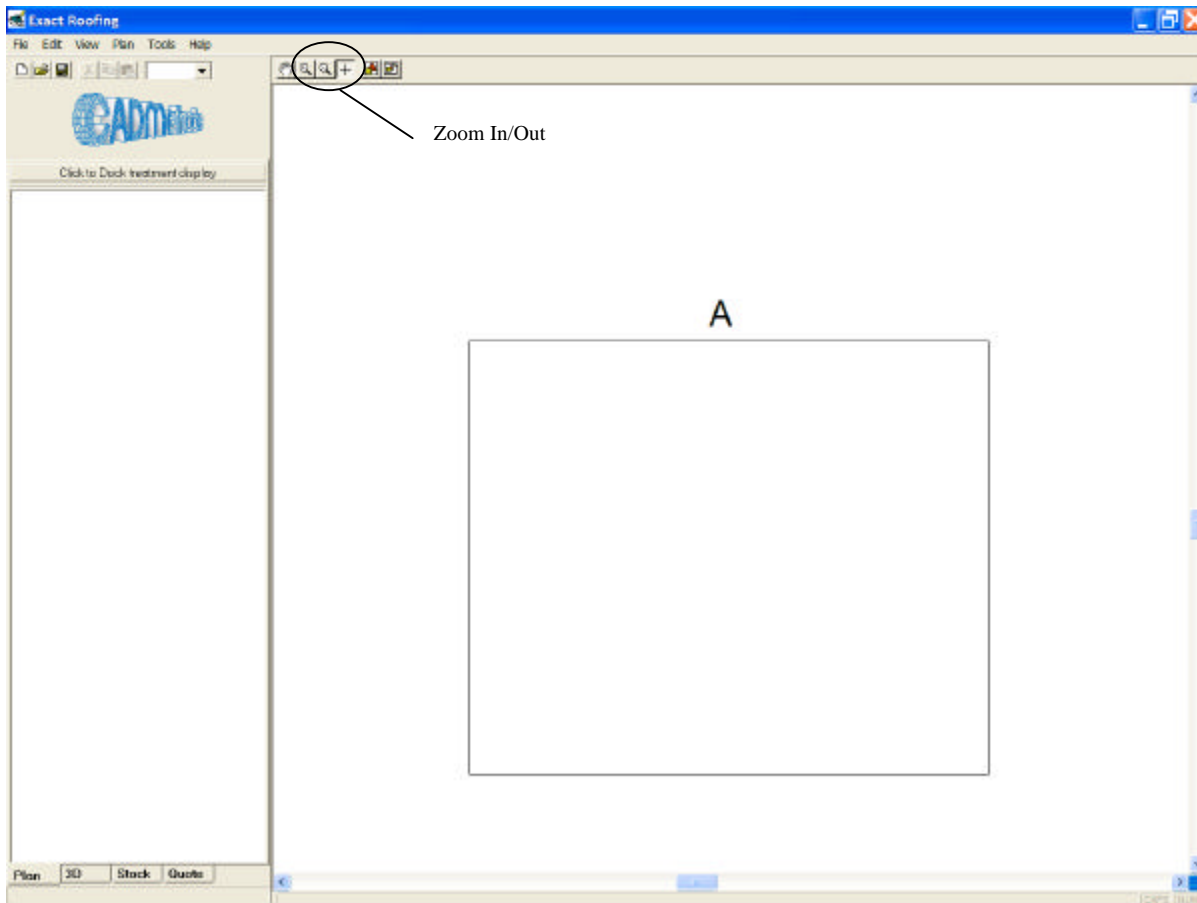 Exact Roofing
File Edit View Plan Tools Help
CADMetric
Click to Dock treatment display
Zoom In/Out
A
Plan 3D Stock Quote